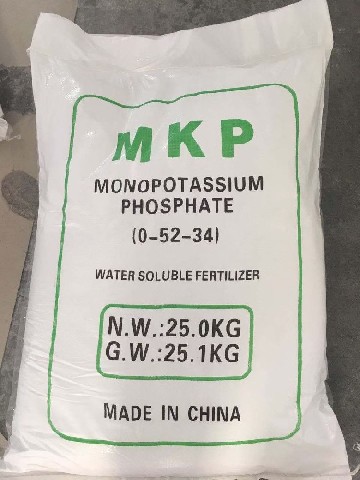 MKP
MONOPOTASSIUM
PHOSPHATE
(0-52-34)
WATER SOLUBLE FERTILIZER
N.W.:25.0KG
G.W.:25.1KG
MADE IN CHINA